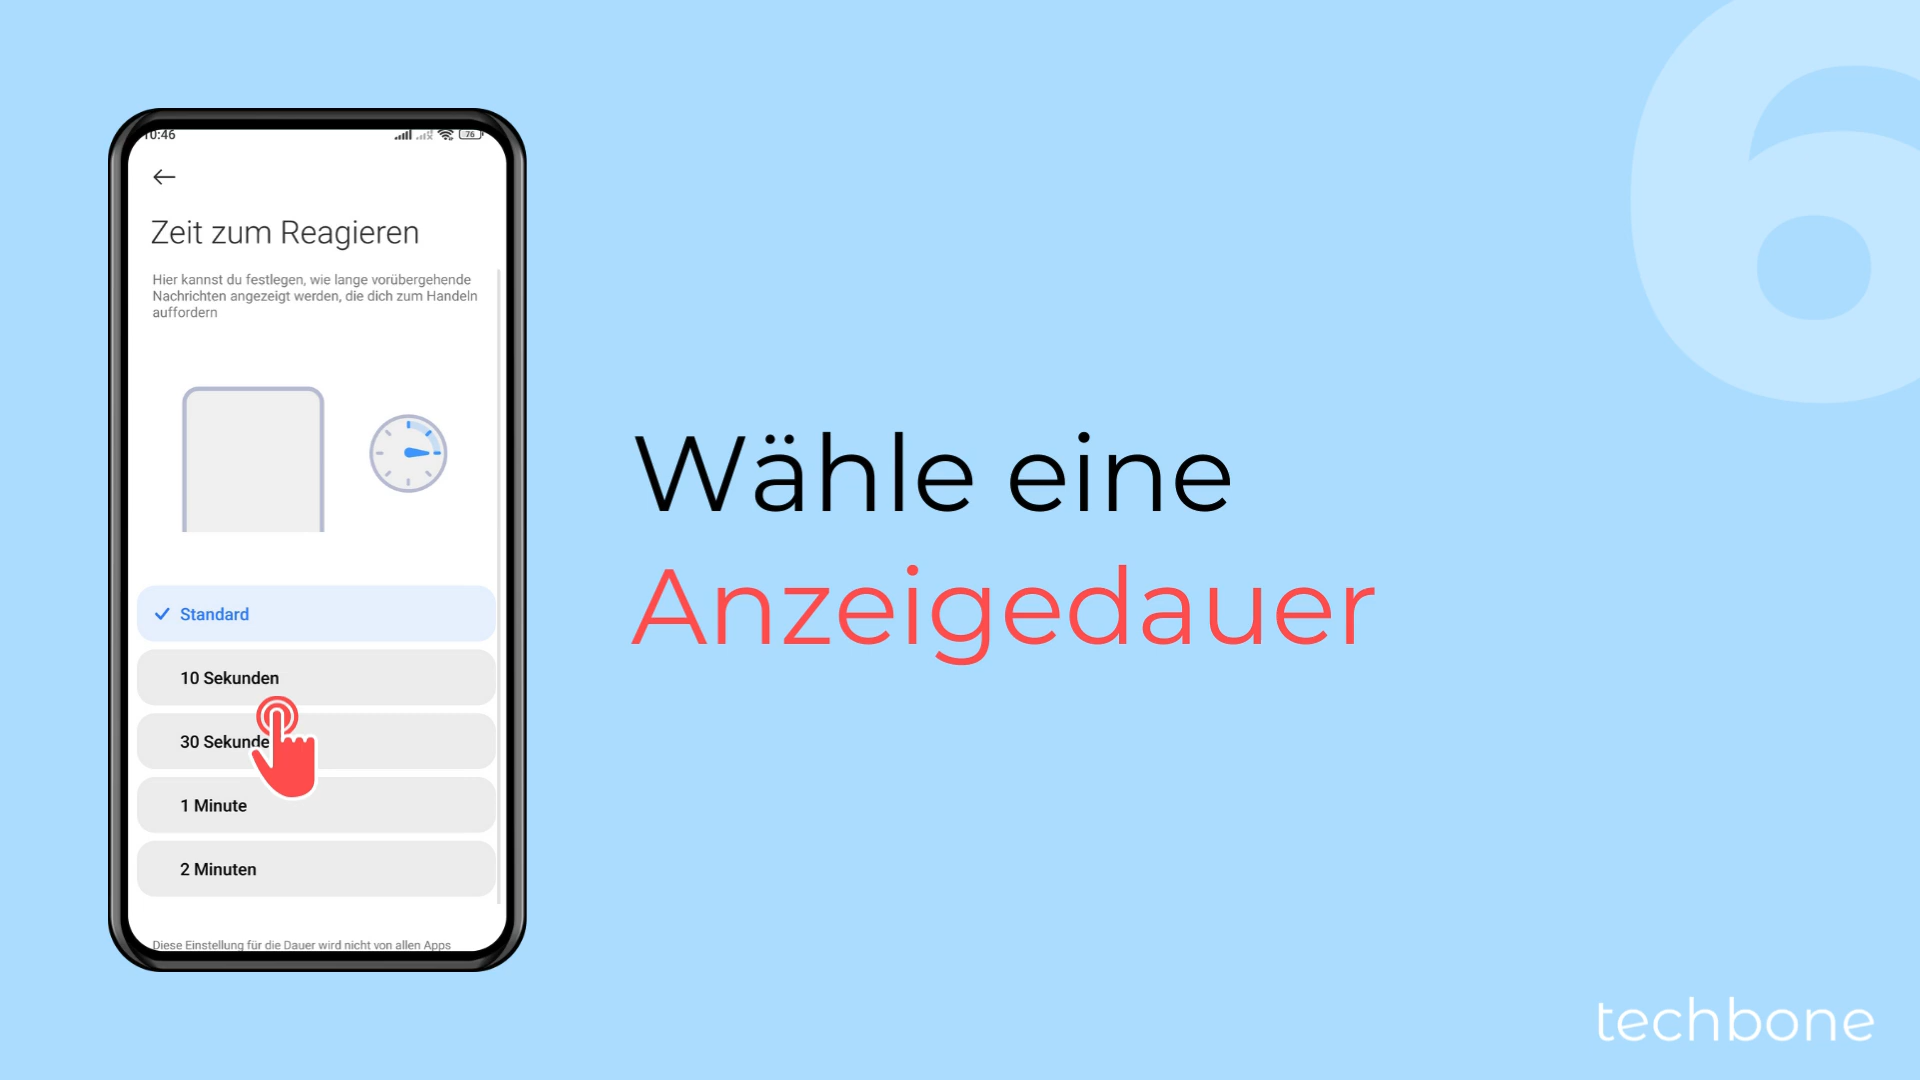 6
10:46
76
Zeit zum Reagieren
Hier kannst du festlegen, wie lange vorübergehende
Nachrichten angezeigt werden, die dich zum Handeln
auffordern
Standard
10 Sekunden
30 Sekunde
1 Minute
2 Minuten
Diese Einstellung für die Dauer wird nicht von allen Apps
Wähle eine
Anzeigedauer
techbone